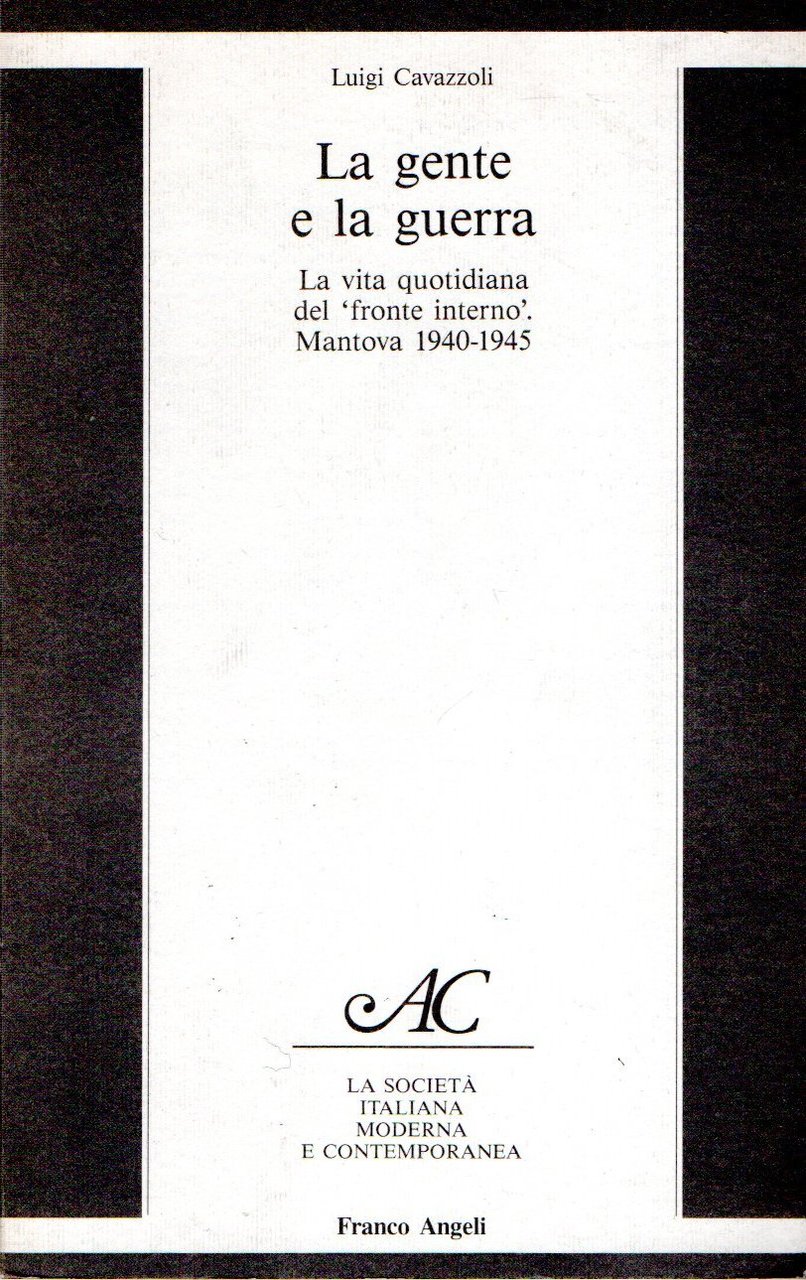 Luigi Cavazzoli
La gente
e la guerra
La vita quotidiana
del ‘fronte interno’.
Mantova 1940-1945
AC
LA SOCIETÀ
ITALIANA
MODERNA
E CONTEMPORANEA
Franco Angeli